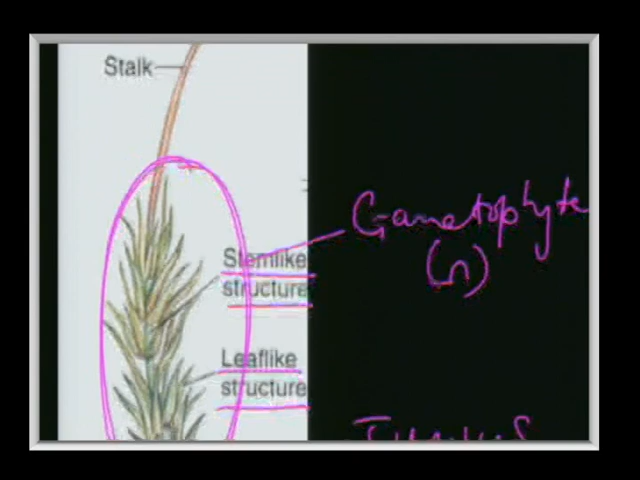 Stalk
Gametophyte
(n)
Stemlike
structure
Leaflike
structure